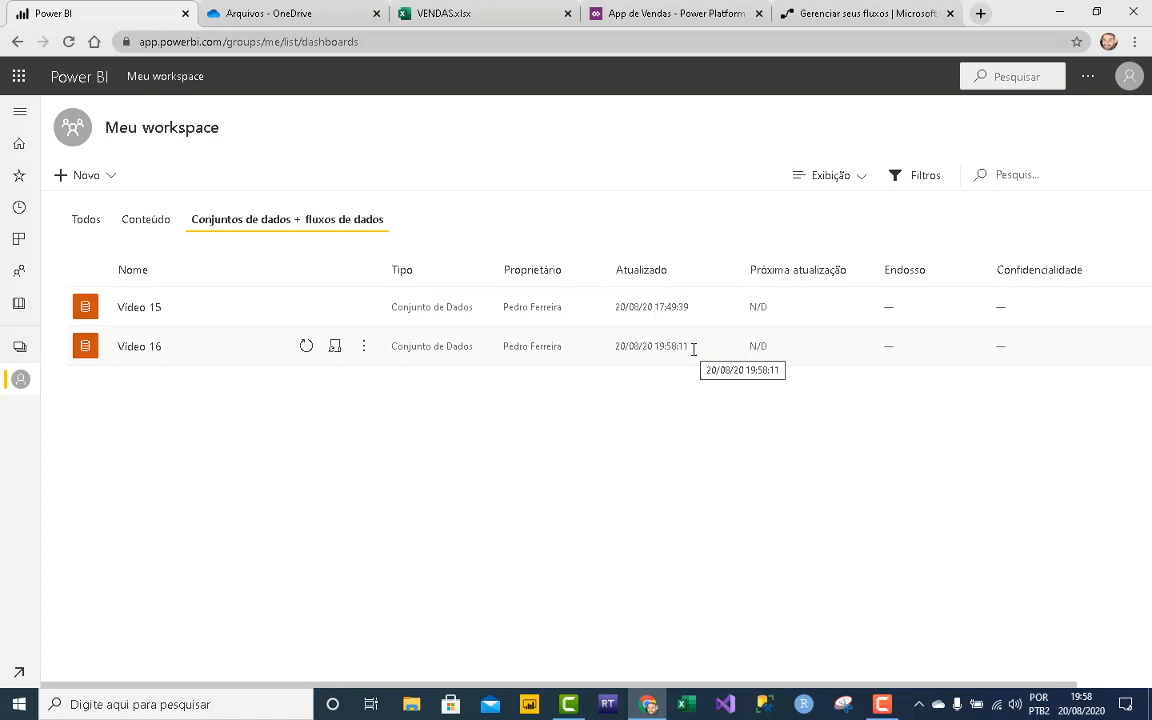 Power BI
Arquivos - OneDrive
VENDAS.xlsx
App de Vendas - Power Platform
Gerenciar seus fluxos | Microsoft
app.powerbi.com/groups/me/list/dashboards
Power BI
Meu workspace
Pesquisar
Meu workspace
Novo
Exibição
Filtros
Pesquis...
Todos
Conteúdo
Conjuntos de dados + fluxos de dados
Nome
Tipo
Proprietário
Atualizado
Próxima atualização
Endosso
Confidencialidade
Vídeo 15
Conjunto de Dados
Pedro Ferreira
20/08/20 17:49:39
N/D
—
—
Vídeo 16
Conjunto de Dados
Pedro Ferreira
20/08/20 19:58:11
N/D
—
—
20/08/20 19:58:11
Digite aqui para pesquisar
RT
R
POR
PTB2
19:58
20/08/2020